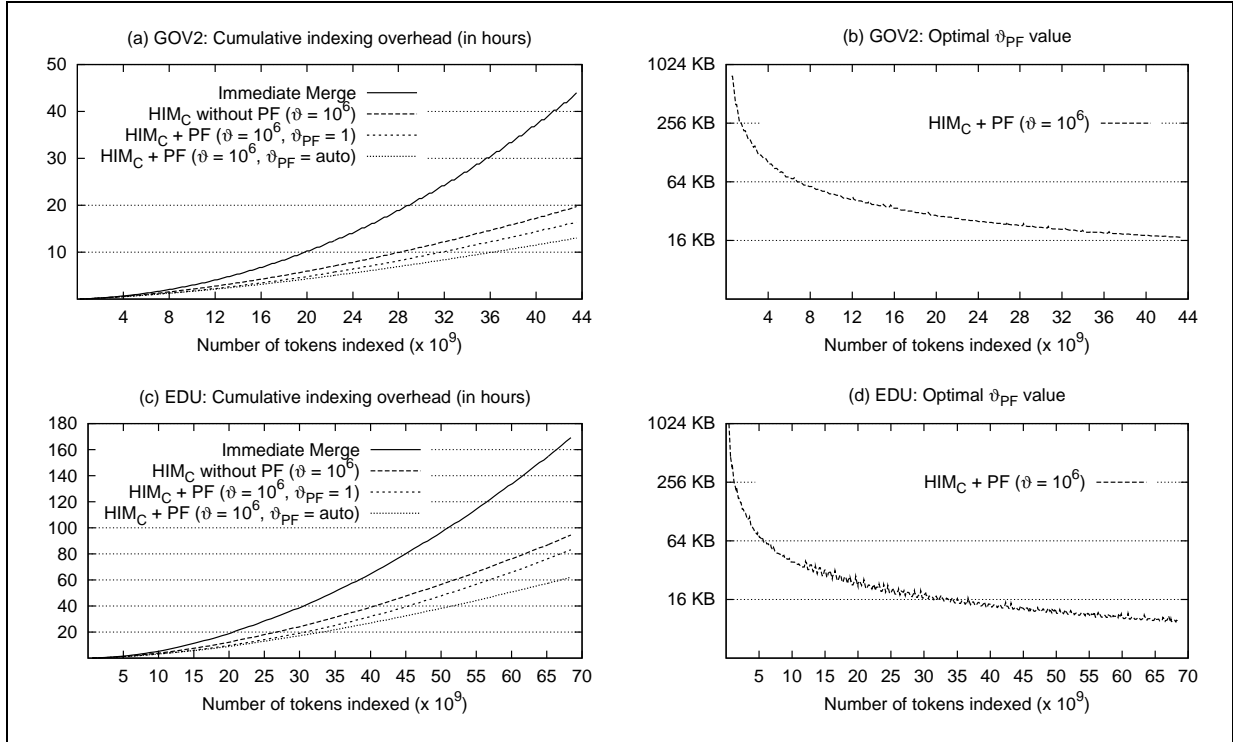 (a) GOV2: Cumulative indexing overhead (in hours)
50
40
30
20
10
Immediate Merge
HIM_C without PF (ϑ = 10^6)
HIM_C + PF (ϑ = 10^6, ϑ_PF = 1)
HIM_C + PF (ϑ = 10^6, ϑ_PF = auto)
4 8 12 16 20 24 28 32 36 40 44
Number of tokens indexed (x 10^9)
(b) GOV2: Optimal ϑ_PF value
1024 KB
256 KB
64 KB
16 KB
HIM_C + PF (ϑ = 10^6)
4 8 12 16 20 24 28 32 36 40 44
Number of tokens indexed (x 10^9)
(c) EDU: Cumulative indexing overhead (in hours)
180
160
140
120
100
80
60
40
20
Immediate Merge
HIM_C without PF (ϑ = 10^6)
HIM_C + PF (ϑ = 10^6, ϑ_PF = 1)
HIM_C + PF (ϑ = 10^6, ϑ_PF = auto)
5 10 15 20 25 30 35 40 45 50 55 60 65 70
Number of tokens indexed (x 10^9)
(d) EDU: Optimal ϑ_PF value
1024 KB
256 KB
64 KB
16 KB
HIM_C + PF (ϑ = 10^6)
5 10 15 20 25 30 35 40 45 50 55 60 65 70
Number of tokens indexed (x 10^9)